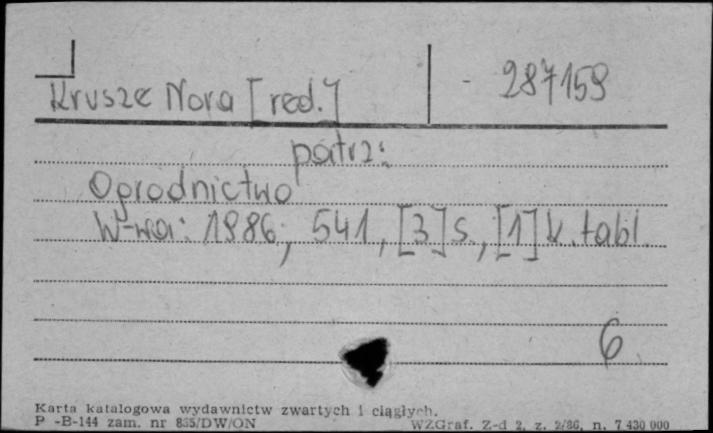 Krusze Nora [red.] - 287159
patrz:
Ogrodnictwo
W-wa: 1986, 541, [3] s., [1] k. tabl.
6
Karta katalogowa wydawnictw zwartych i ciągłych.
P -B-144 zam. nr 835/DW/ON WZGraf. Z-d 2, z. 2/86, n. 7 430 000